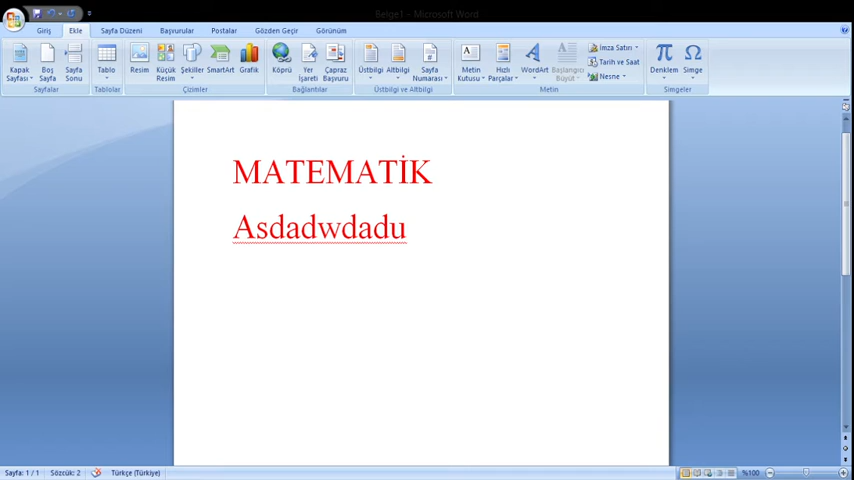 Belge1 - Microsoft Word
Giriş Ekle Sayfa Düzeni Başvurular Postalar Gözden Geçir Görünüm
Kapak Sayfası
Boş Sayfa
Sayfa Sonu
Tablo
Resim
Küçük Resim
Şekiller
SmartArt
Grafik
Köprü
Yer İşareti
Çapraz Başvuru
Üstbilgi
Altbilgi
Sayfa Numarası
Metin Kutusu
Hızlı Parçalar
WordArt
Başlangıcı Büyüt
İmza Satırı
Tarih ve Saat
Nesne
Denklem
Simge
Sayfalar Tablolar Çizimler Bağlantılar Üstbilgi ve Altbilgi Metin Simgeler
MATEMATİK
Asdadwdadu
Sayfa: 1 / 1 Sözcük: 2 Türkçe (Türkiye) %100